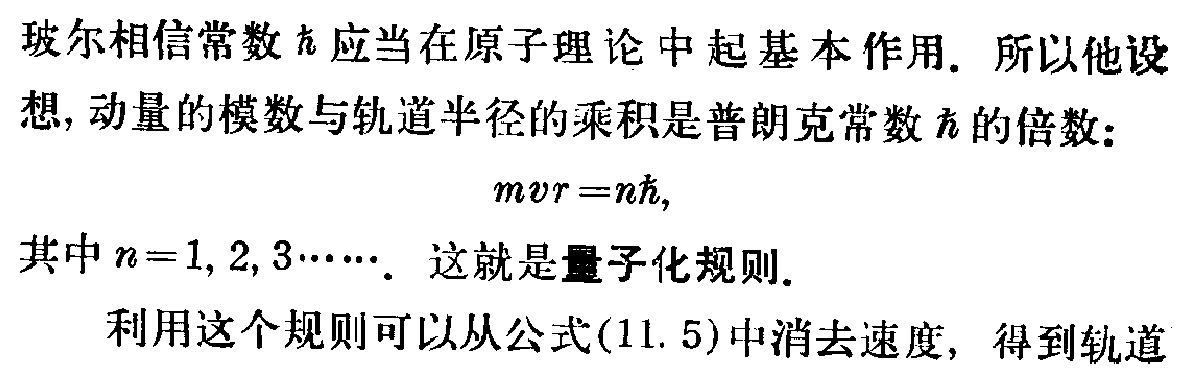 玻尔相信常数 ℏ 应当在原子理论中起基本作用. 所以他设
想, 动量的模数与轨道半径的乘积是普朗克常数 ℏ 的倍数:
mvr=nℏ,
其中 n=1, 2, 3……. 这就是量子化规则.
利用这个规则可以从公式(11. 5)中消去速度, 得到轨道